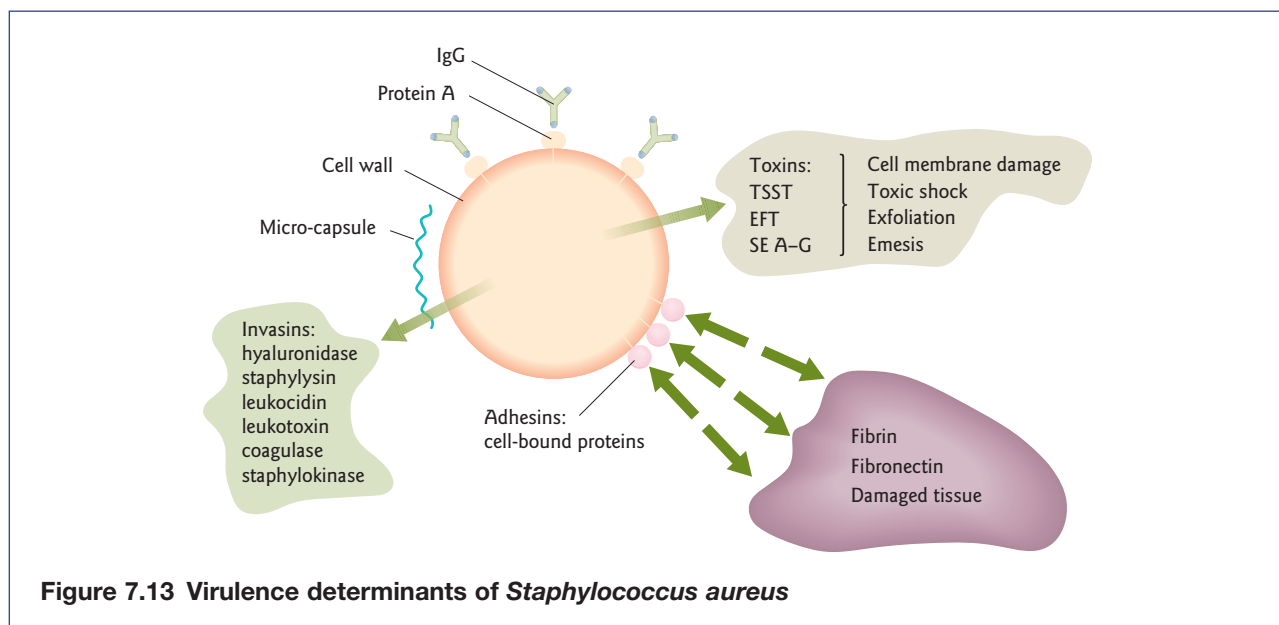 IgG
Protein A
Cell wall
Micro-capsule
Toxins:
TSST
EFT
SE A–G
Cell membrane damage
Toxic shock
Exfoliation
Emesis
Invasins:
hyaluronidase
staphylysin
leukocidin
leukotoxin
coagulase
staphylokinase
Adhesins:
cell-bound proteins
Fibrin
Fibronectin
Damaged tissue
Figure 7.13 Virulence determinants of Staphylococcus aureus